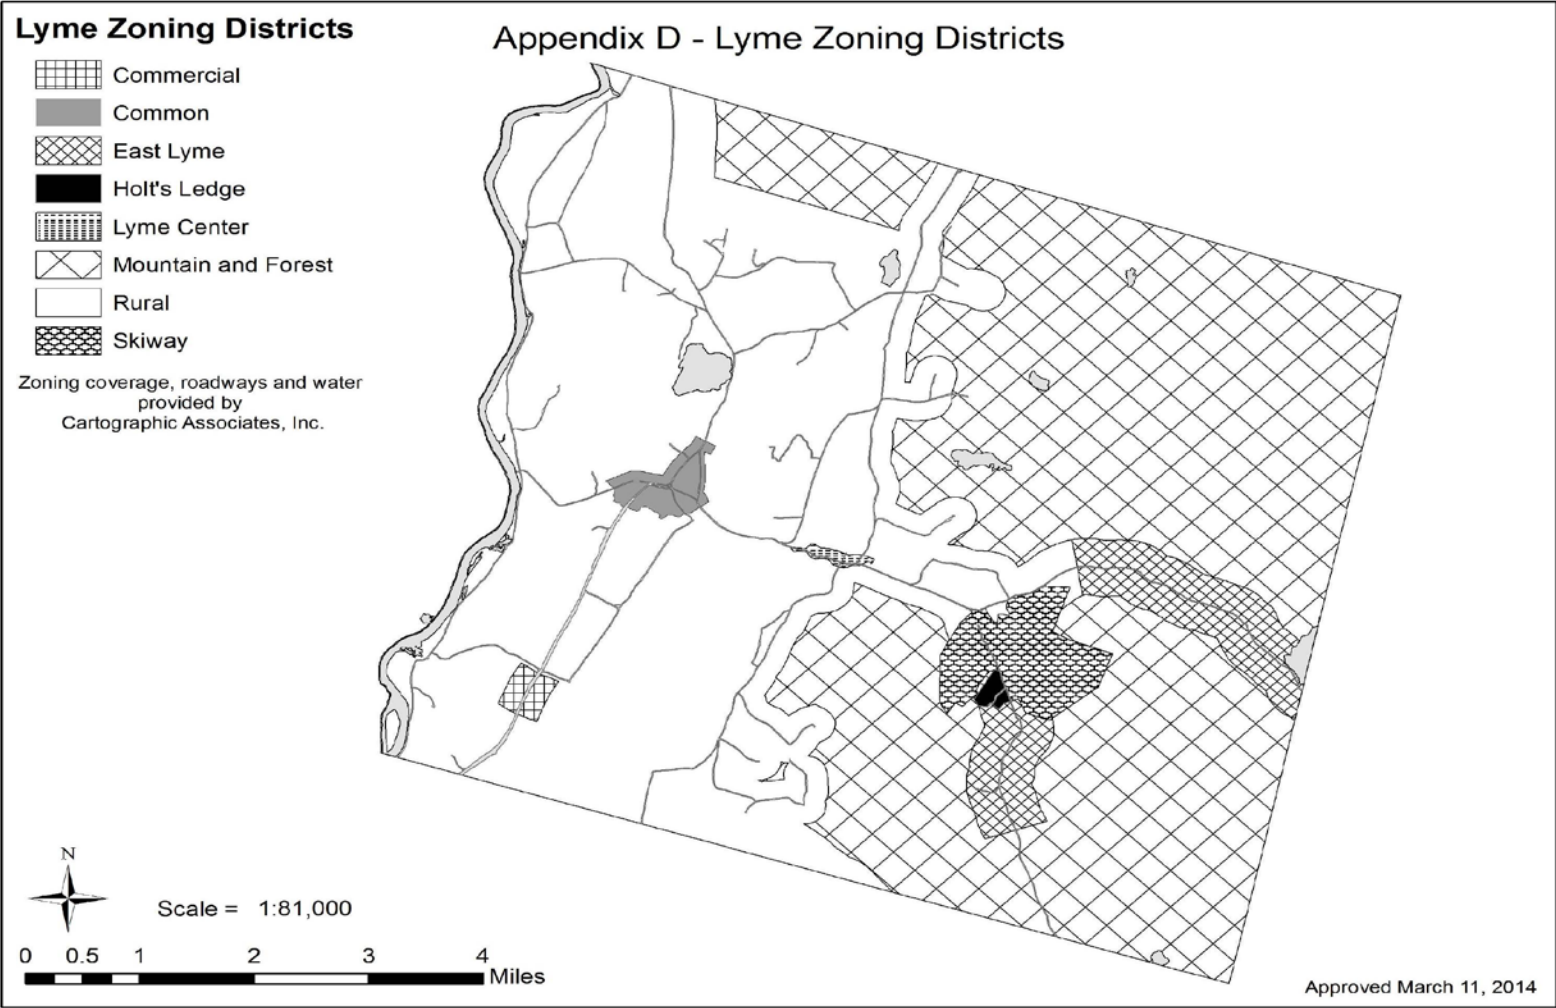 Lyme Zoning Districts
Appendix D - Lyme Zoning Districts
Commercial
Common
East Lyme
Holt's Ledge
Lyme Center
Mountain and Forest
Rural
Skiway
Zoning coverage, roadways and water
provided by
Cartographic Associates, Inc.
N
Scale = 1:81,000
0 0.5 1 2 3 4
Miles
Approved March 11, 2014